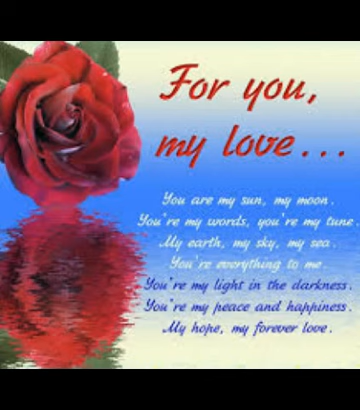 For you,
my love...
You are my sun, my moon.
You're my words, you're my tune.
My earth, my sky, my sea.
You're everything to me.
You're my light in the darkness.
You're my peace and happiness.
My hope, my forever love.